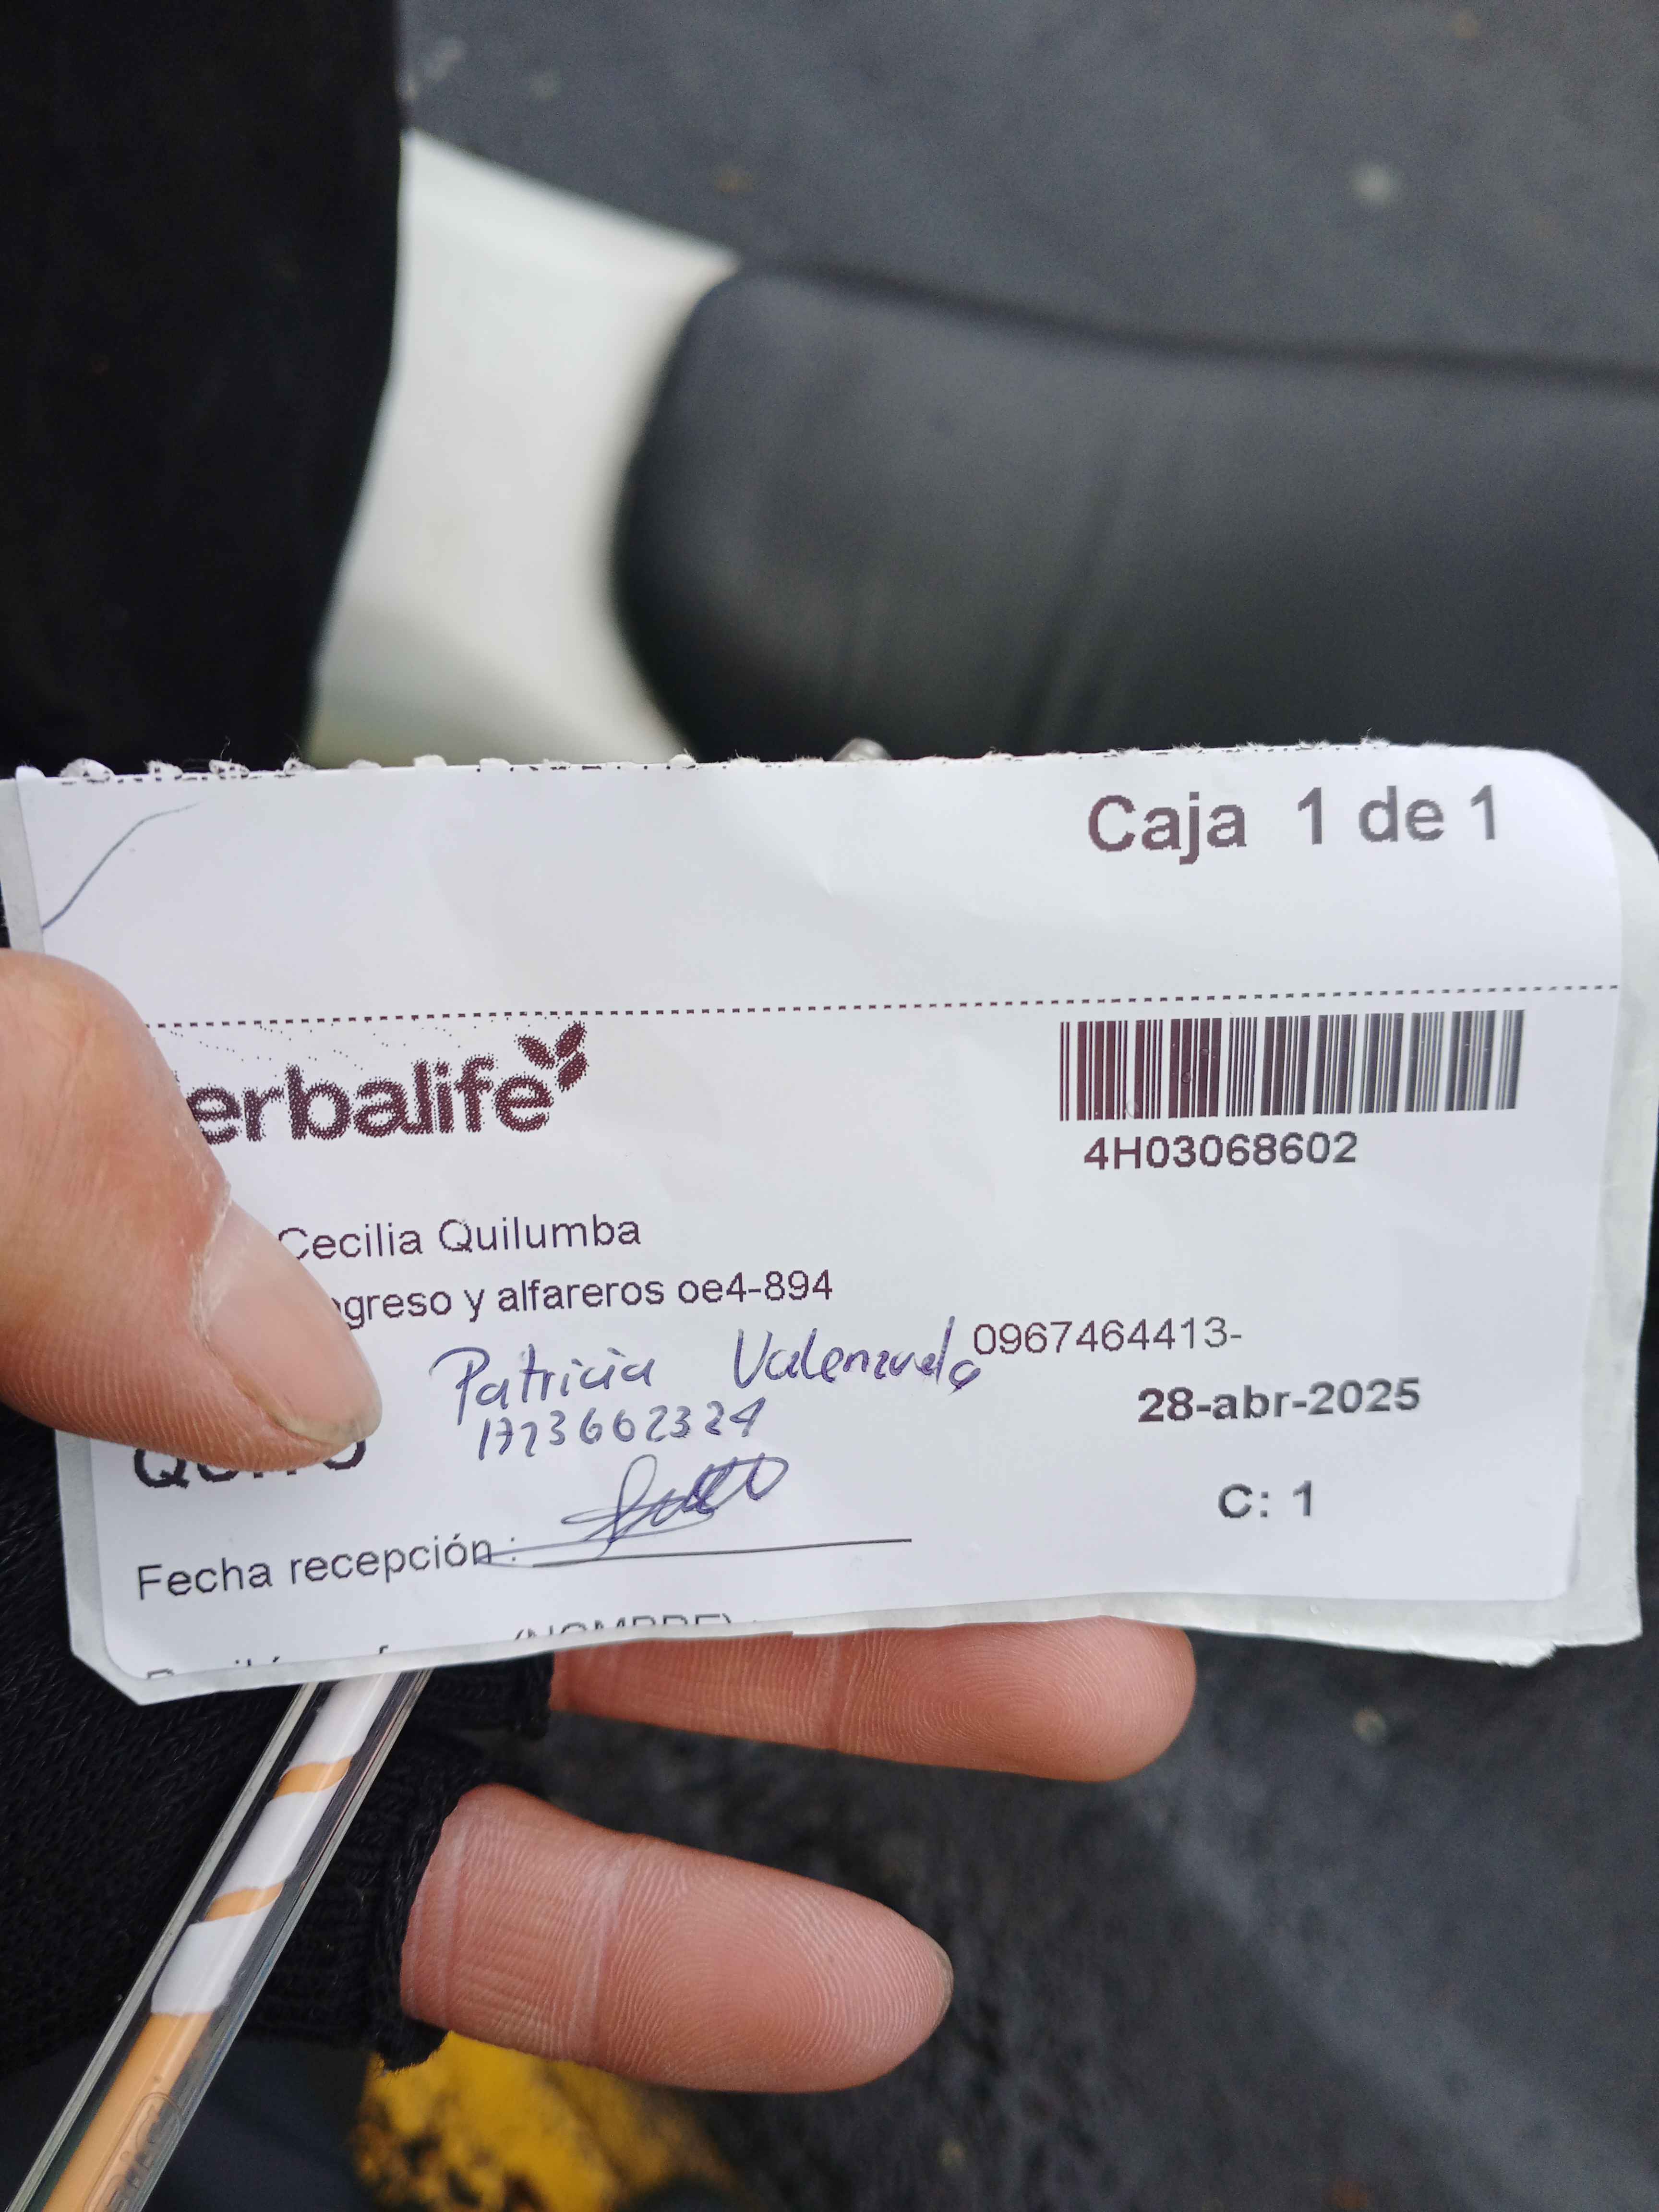 Caja 1 de 1
erbalife
4H03068602
Cecilia Quilumba
greso y alfareros oe4-894
0967464413-
Patricia Valenzuela
1723662324
28-abr-2025
C: 1
Fecha recepción :
(NOMBRE)